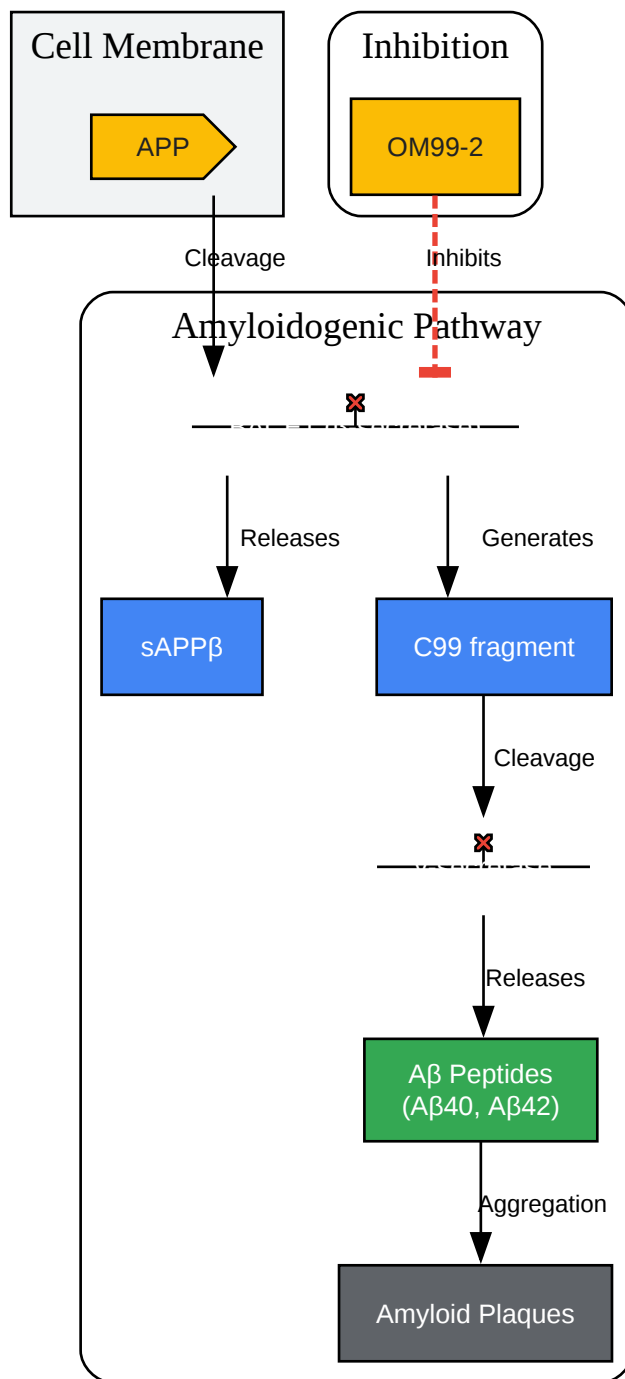 Cell Membrane
Inhibition
APP
OM99-2
Cleavage
Inhibits
Amyloidogenic Pathway
Releases
Generates
sAPPβ
C99 fragment
Cleavage
Releases
Aβ Peptides
(Aβ40, Aβ42)
Aggregation
Amyloid Plaques